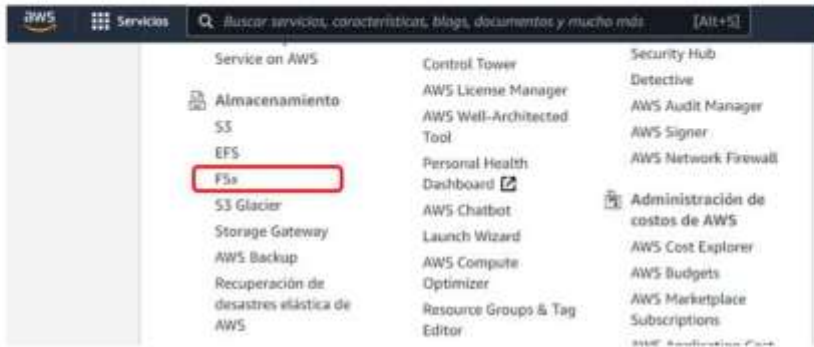 aws
Servicios
Buscar servicios, características, blogs, documentos y mucho más
[Alt+S]
Service on AWS
Almacenamiento
S3
EFS
FSx
S3 Glacier
Storage Gateway
AWS Backup
Recuperación de
desastres elástica de
AWS
Control Tower
AWS License Manager
AWS Well-Architected
Tool
Personal Health
Dashboard
AWS Chatbot
Launch Wizard
AWS Compute
Optimizer
Resource Groups & Tag
Editor
Security Hub
Detective
AWS Audit Manager
AWS Signer
AWS Network Firewall
Administración de
costos de AWS
AWS Cost Explorer
AWS Budgets
AWS Marketplace
Subscriptions
AWS Application Cost